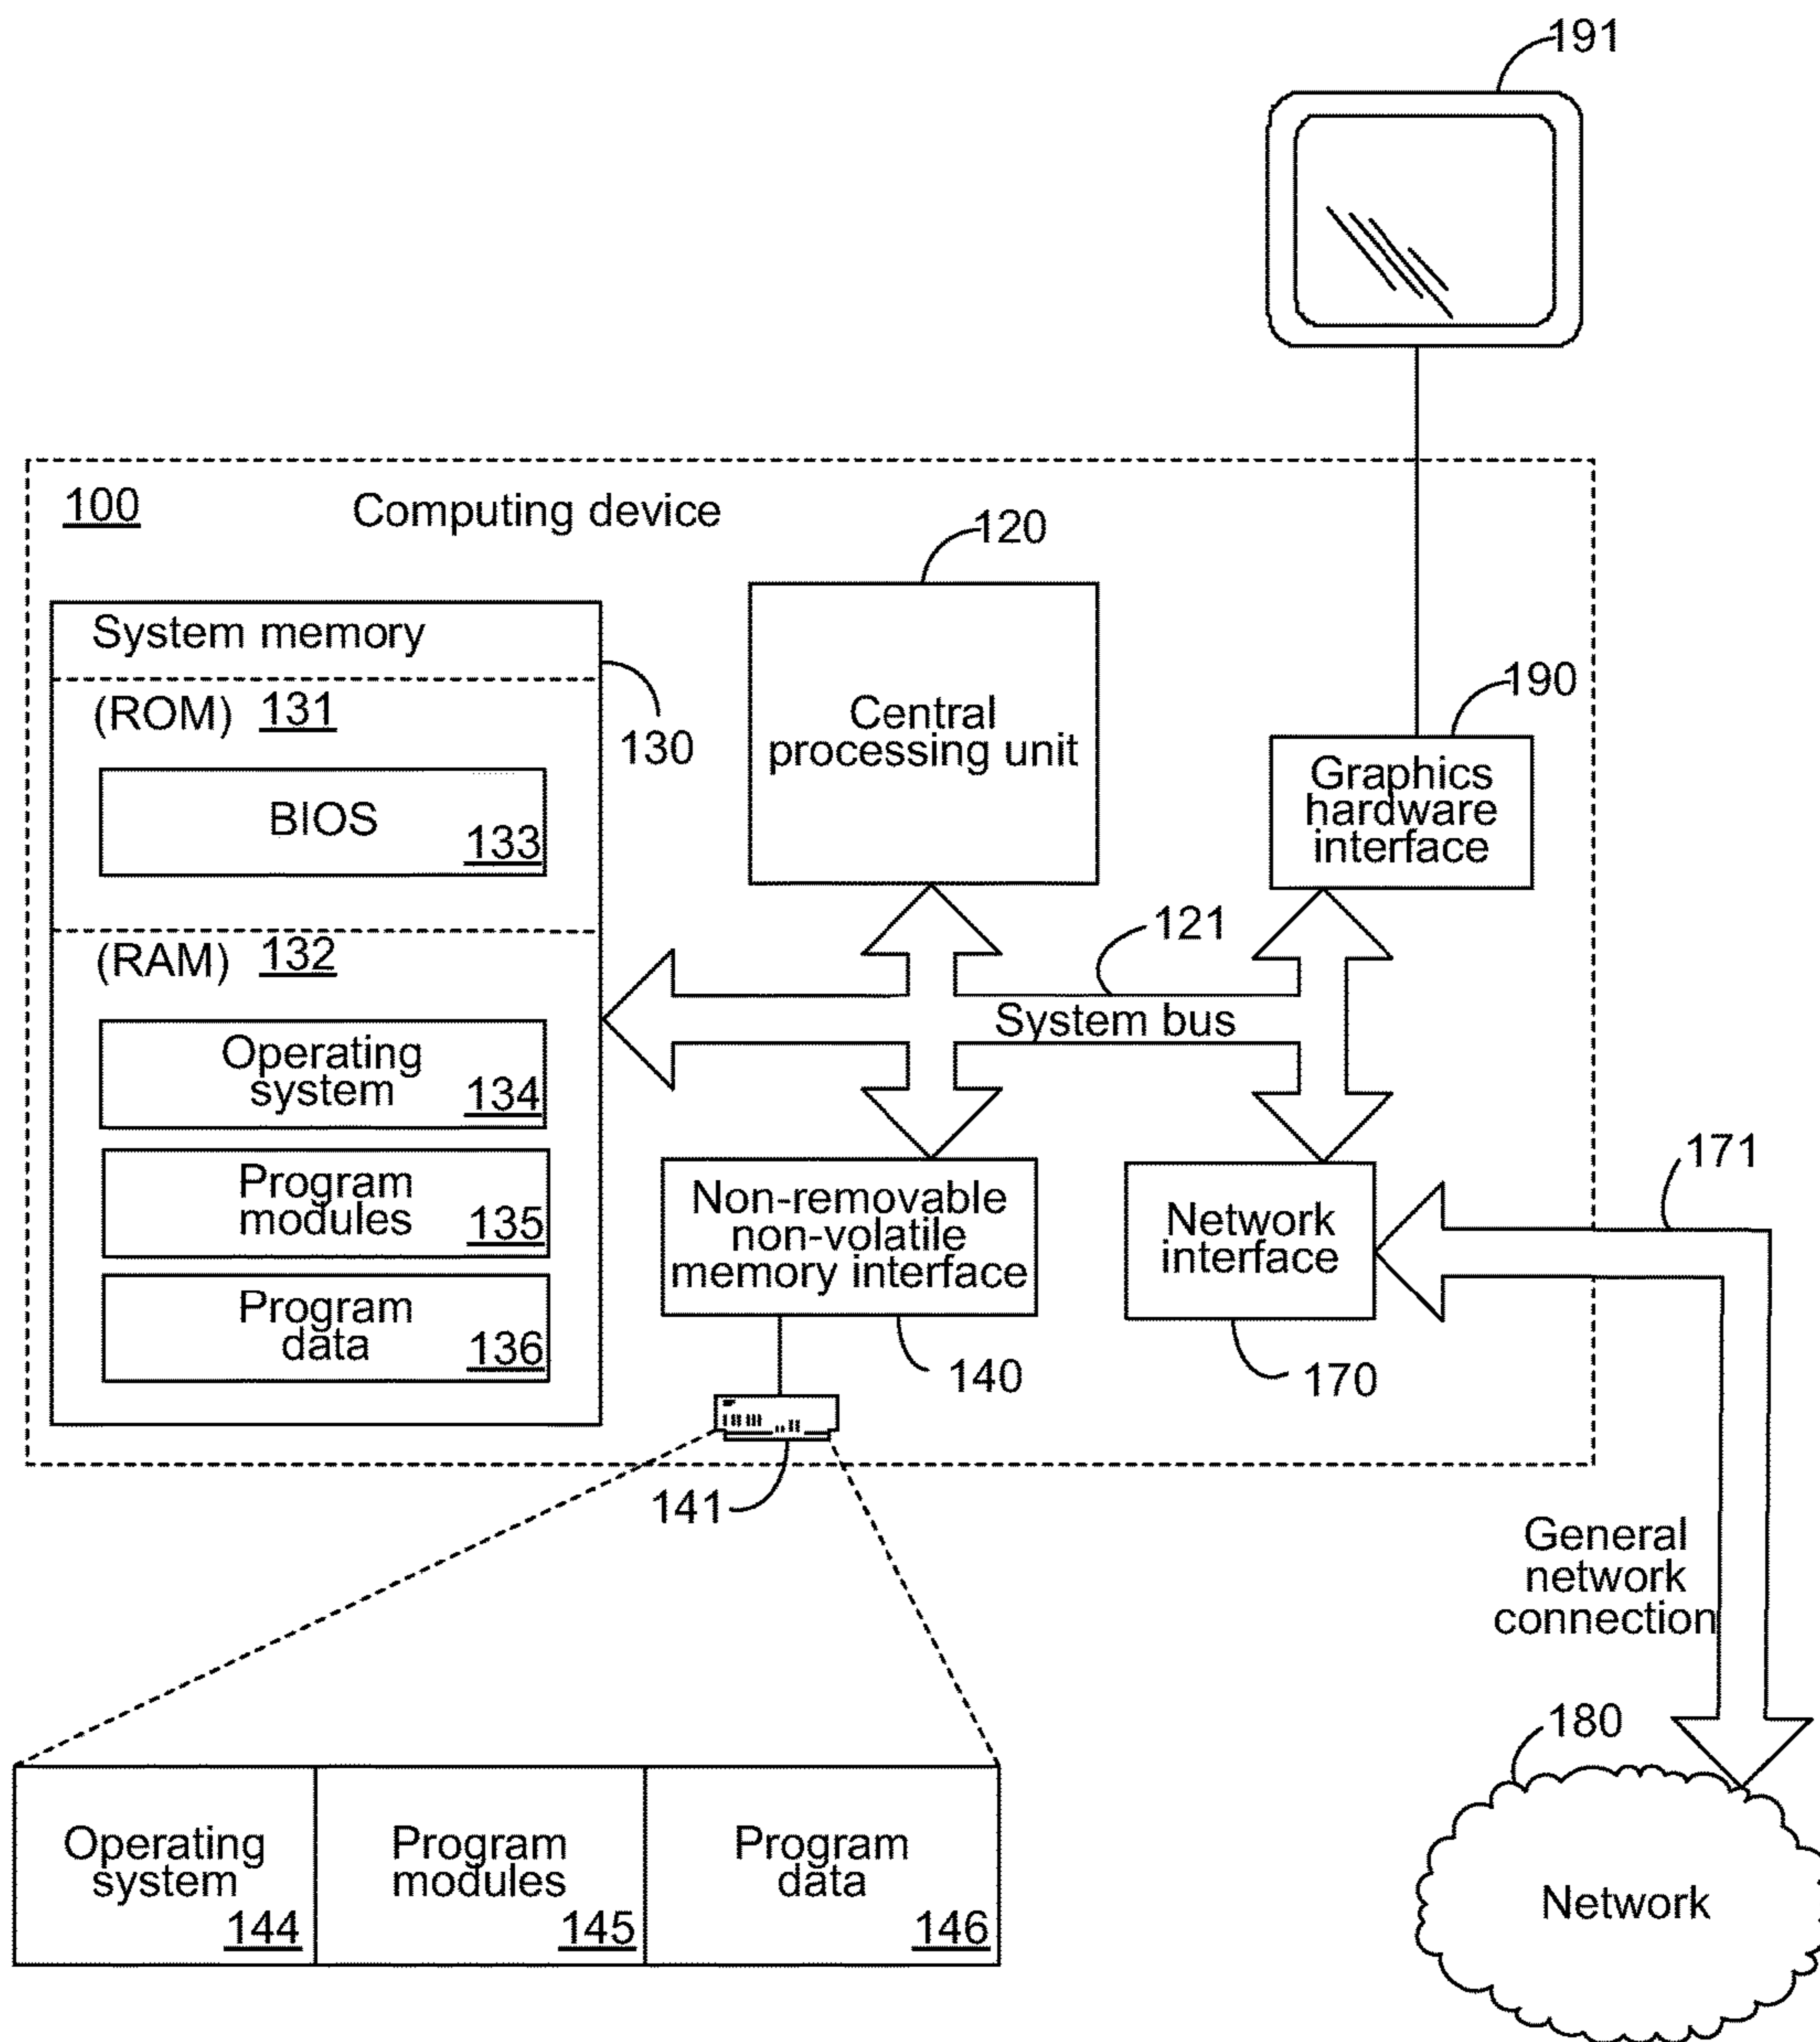 191
100
Computing device
120
System memory
190
(ROM) 131
130
Central
processing unit
Graphics
hardware
interface
BIOS
133
121
(RAM) 132
System bus
Operating
system
134
171
Program
modules
135
Non-removable
non-volatile
memory interface
Network
interface
Program
data
136
140
170
141
General
network
connection
180
Operating
system
144
Program
modules
145
Program
data
146
Network